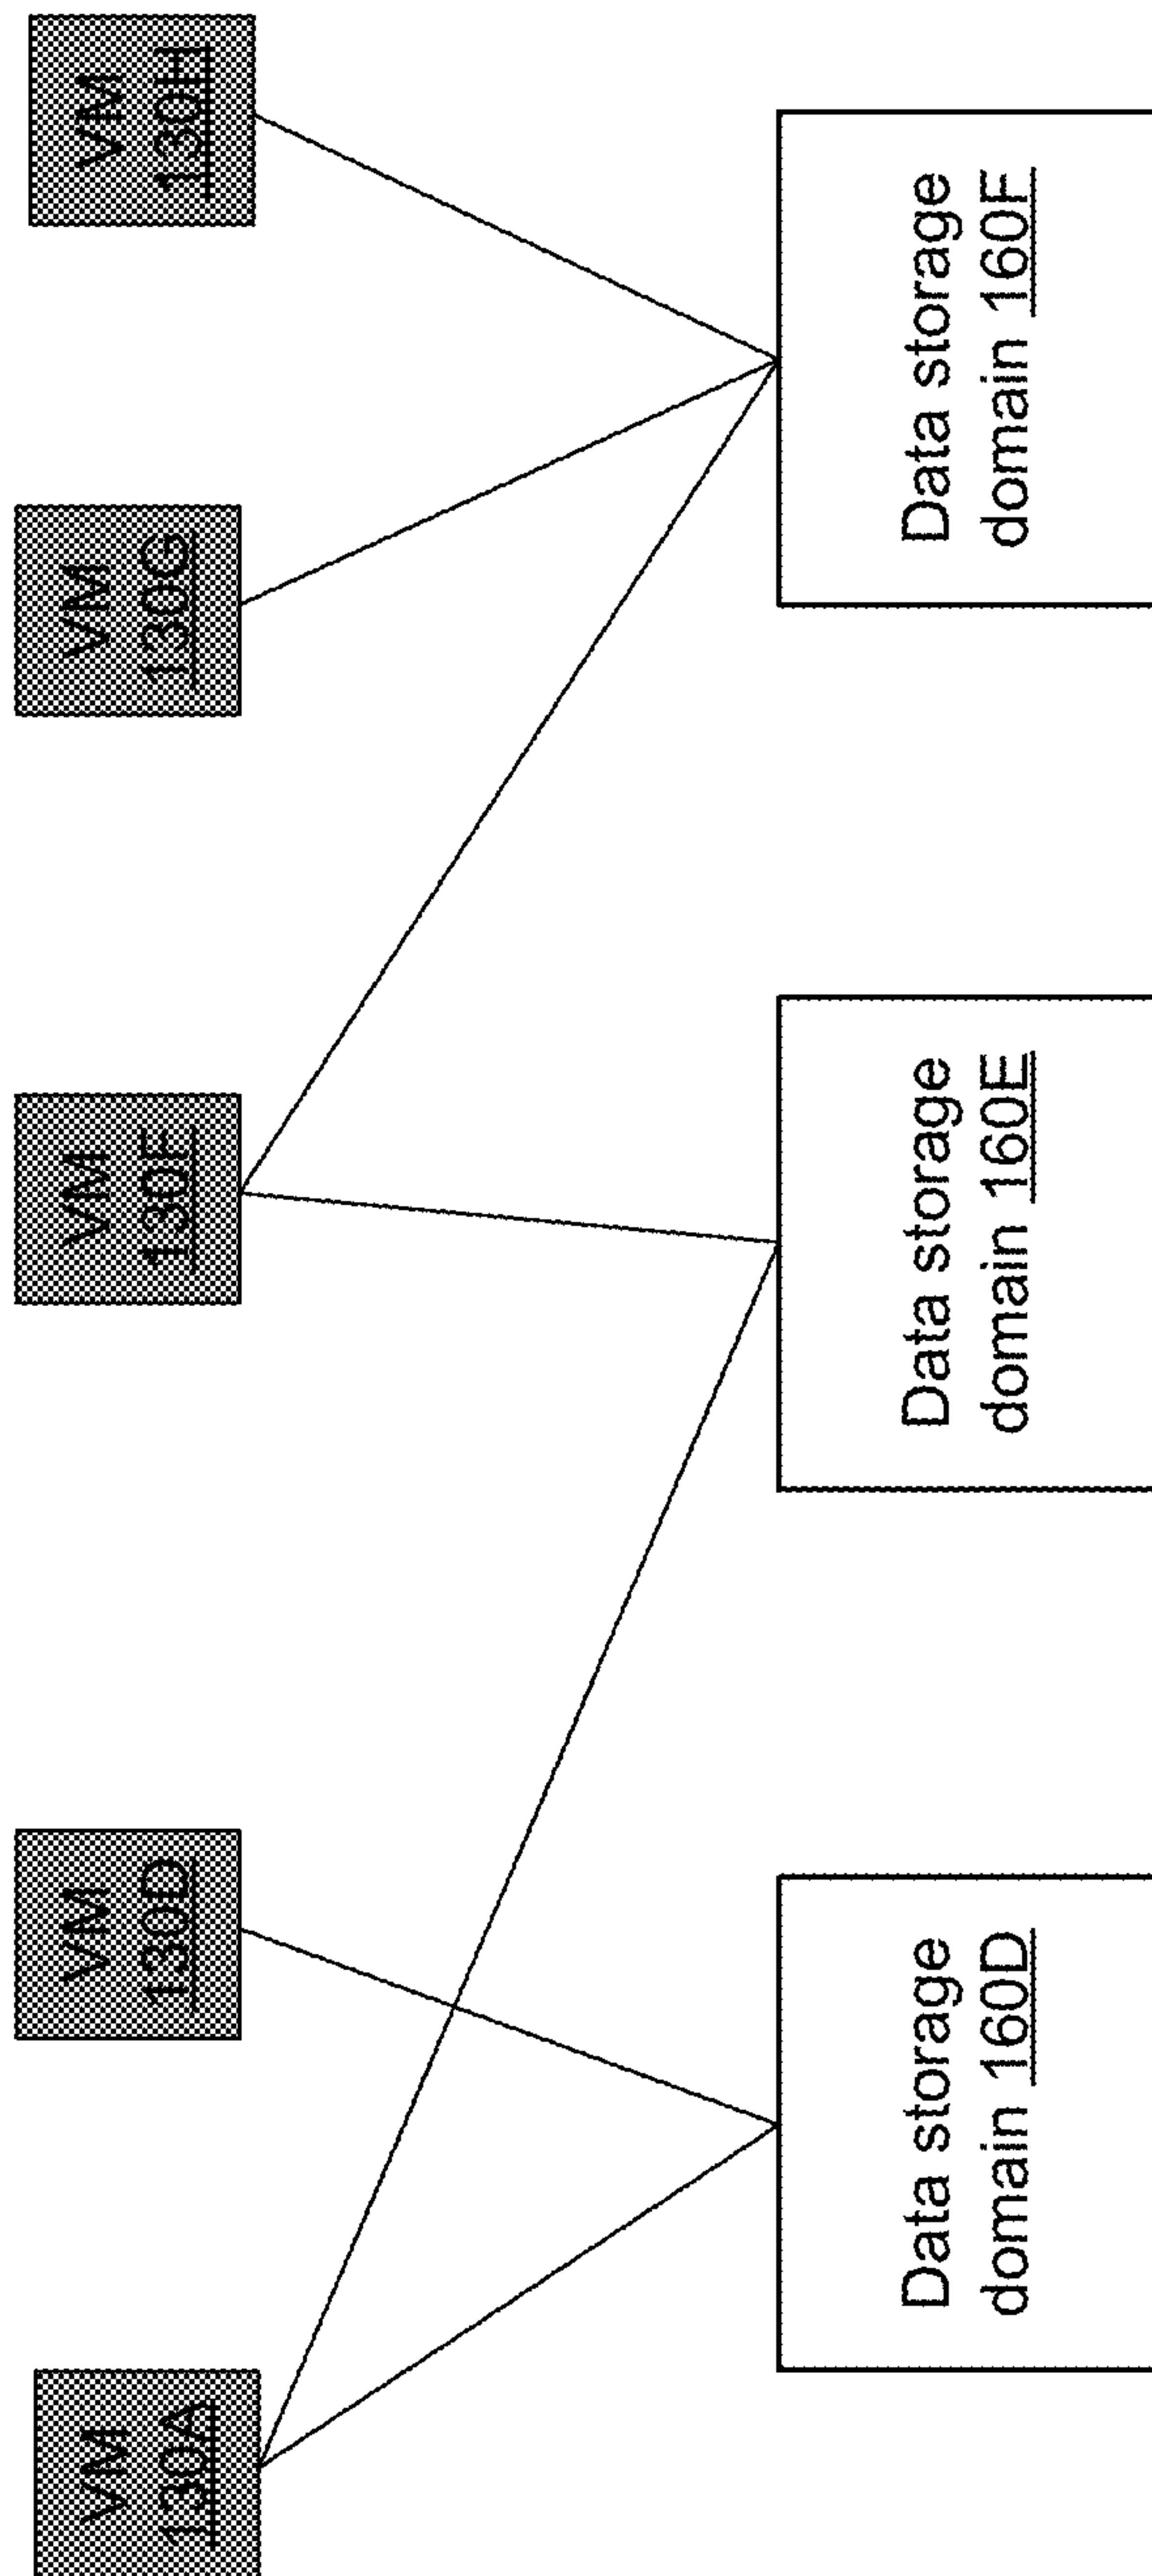 VM
130A
VM
130D
VM
130F
VM
130G
VM
130H
Data storage
domain 160D
Data storage
domain 160E
Data storage
domain 160F